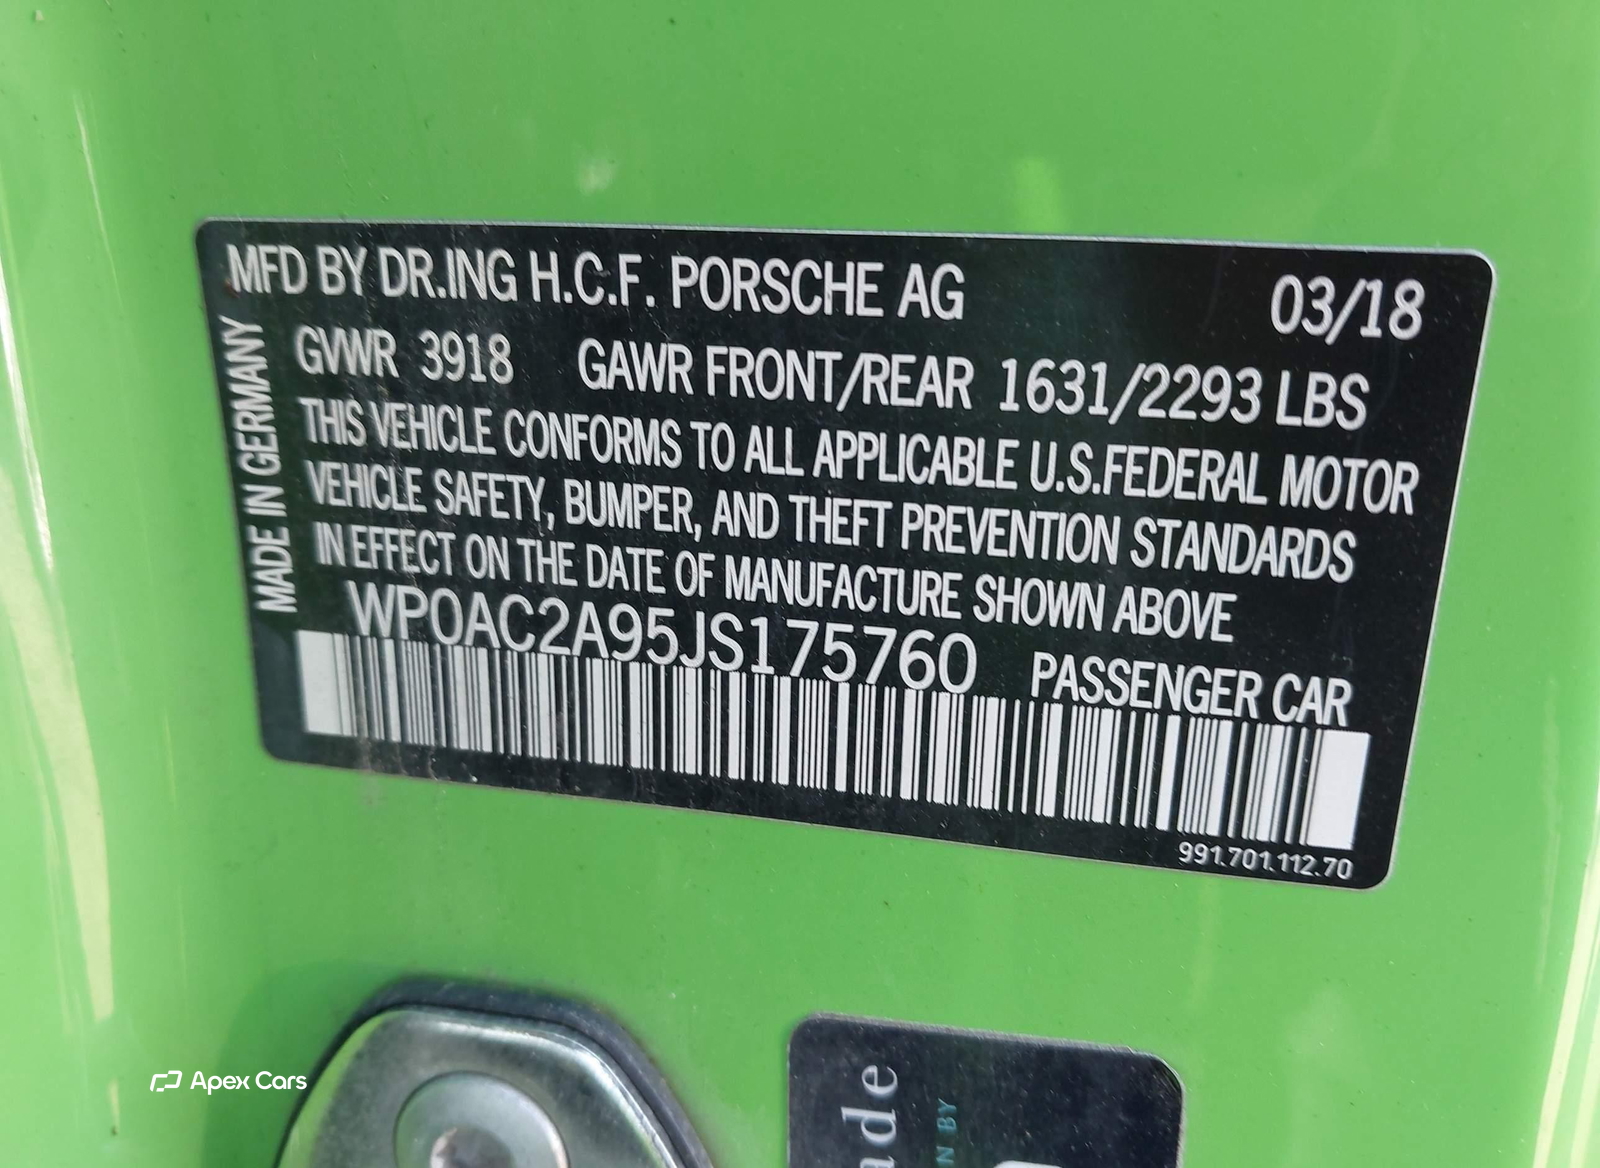 MFD BY DR.ING H.C.F. PORSCHE AG 03/18
GVWR 3918 GAWR FRONT/REAR 1631/2293 LBS
THIS VEHICLE CONFORMS TO ALL APPLICABLE U.S.FEDERAL MOTOR
VEHICLE SAFETY, BUMPER, AND THEFT PREVENTION STANDARDS
IN EFFECT ON THE DATE OF MANUFACTURE SHOWN ABOVE
WP0AC2A95JS175760 PASSENGER CAR
MADE IN GERMANY
991.701.112.70
Apex Cars
ade
N BY